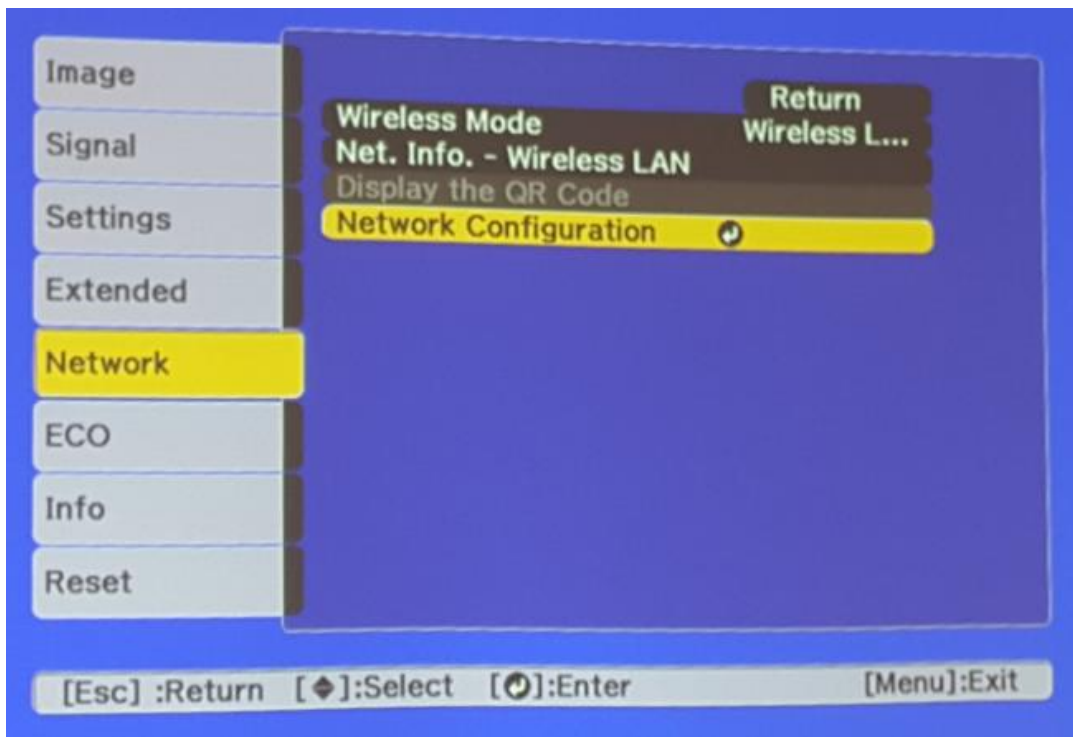 Image
Signal
Settings
Extended
Network
ECO
Info
Reset
Return
Wireless Mode Wireless L...
Net. Info. - Wireless LAN
Display the QR Code
Network Configuration
[Esc] :Return [◆]:Select [↵]:Enter [Menu]:Exit